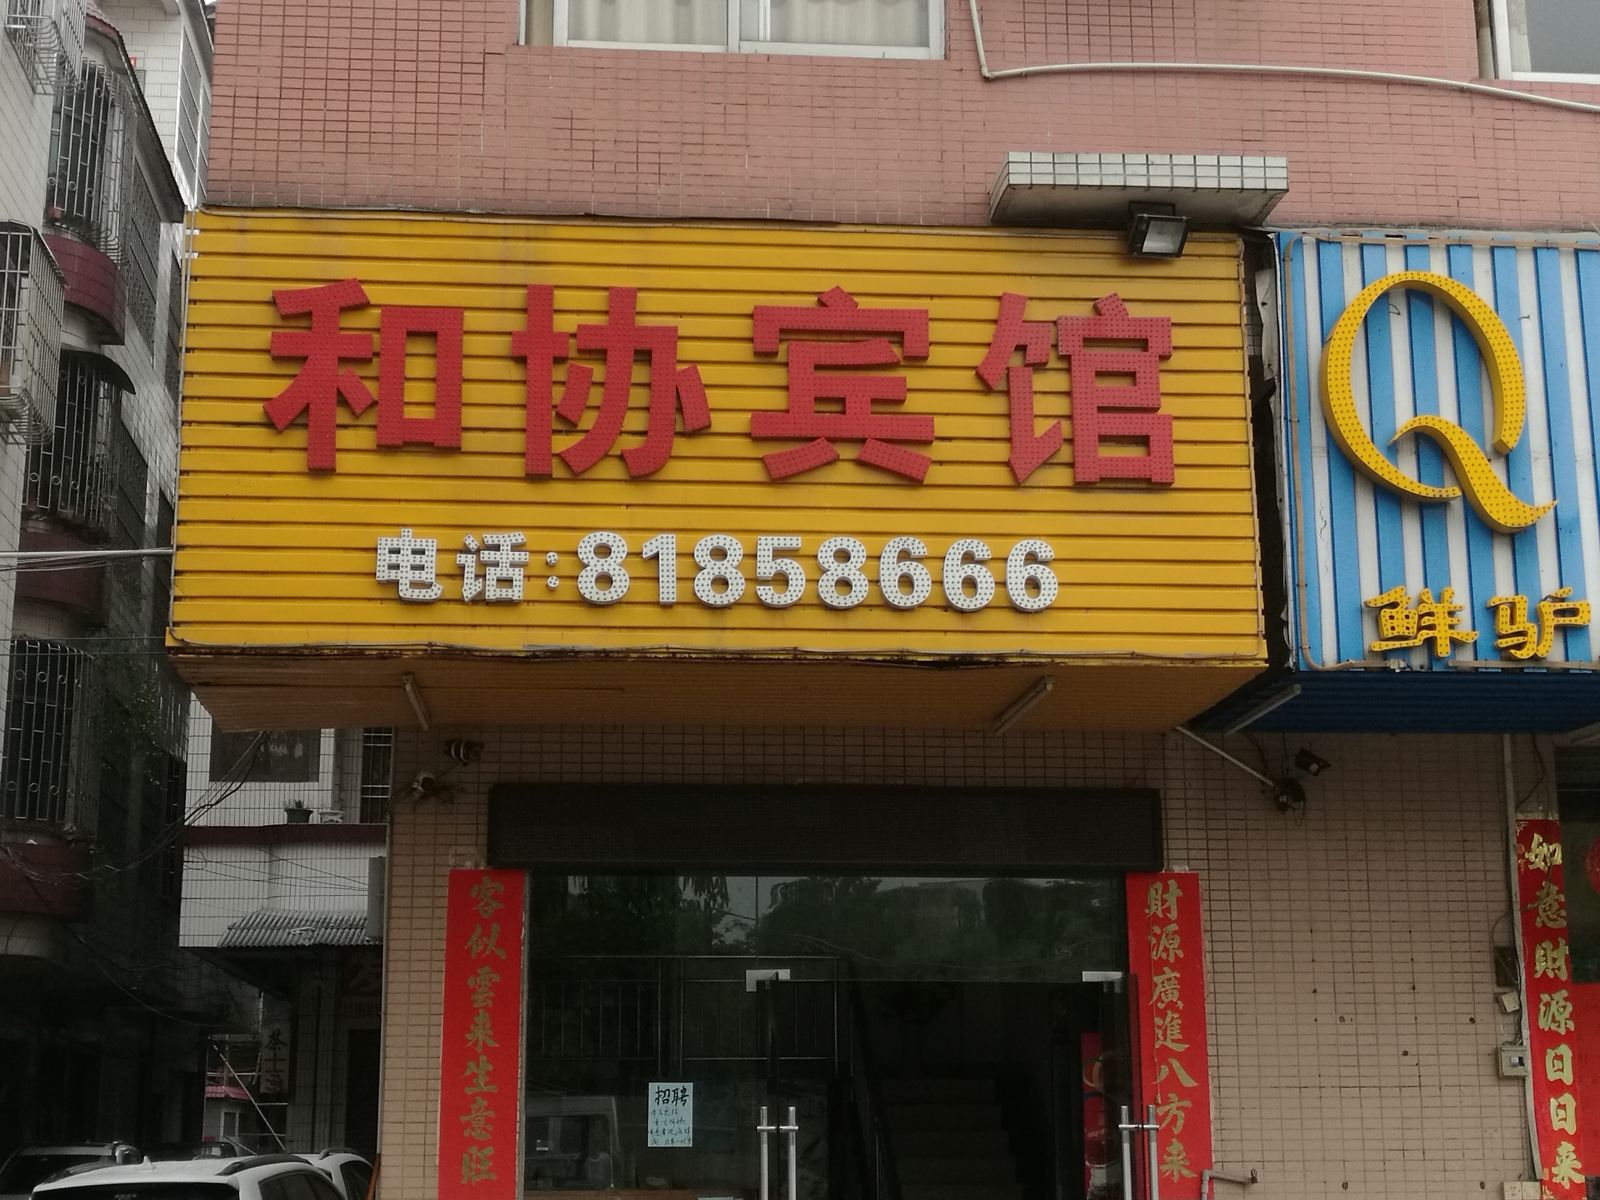 和协宾馆
电话:81858666
Q
鲜驴
客似雲来生意旺
財源廣進八方来
如意財源日日来
招聘